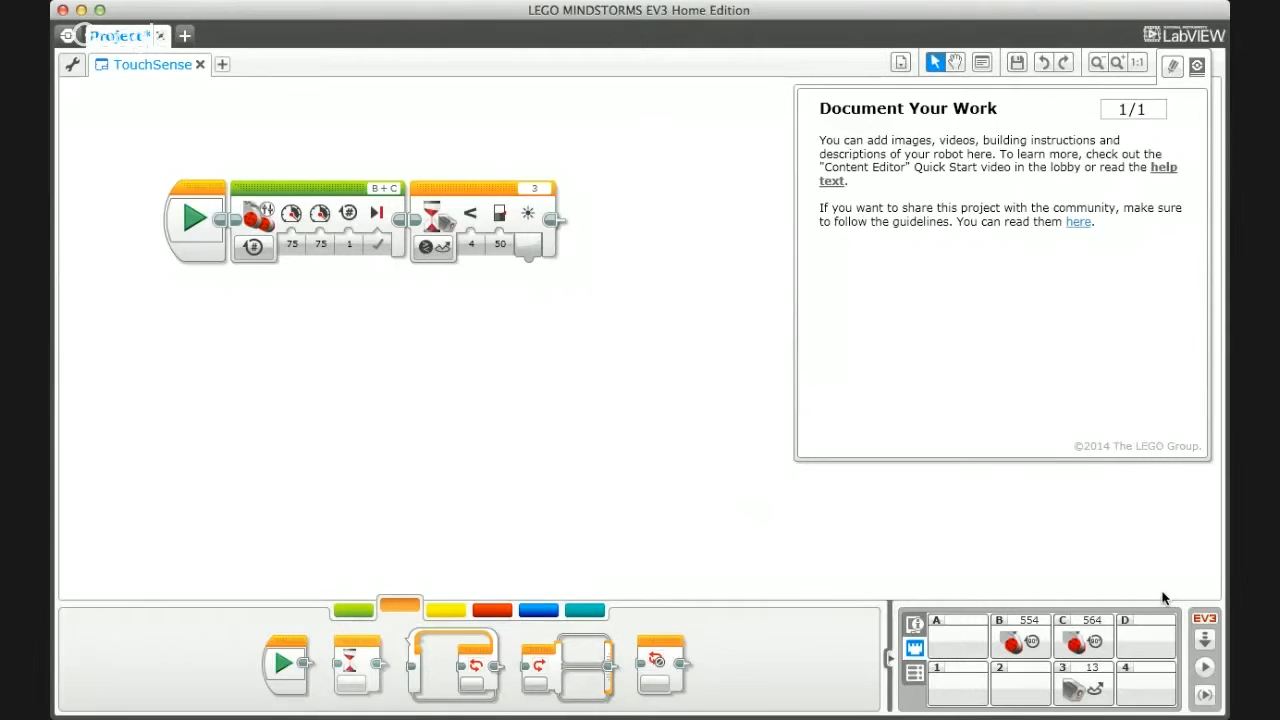 LEGO MINDSTORMS EV3 Home Edition
Project*
LabVIEW
TouchSense
1:1
Document Your Work
1/1
You can add images, videos, building instructions and
descriptions of your robot here. To learn more, check out the
"Content Editor" Quick Start video in the lobby or read the help
text.
If you want to share this project with the community, make sure
to follow the guidelines. You can read them here.
©2014 The LEGO Group.
B + C
3
<
#
75 75 1
4 50
A B 554 C 564 D
EV3
1 2 3 13 4